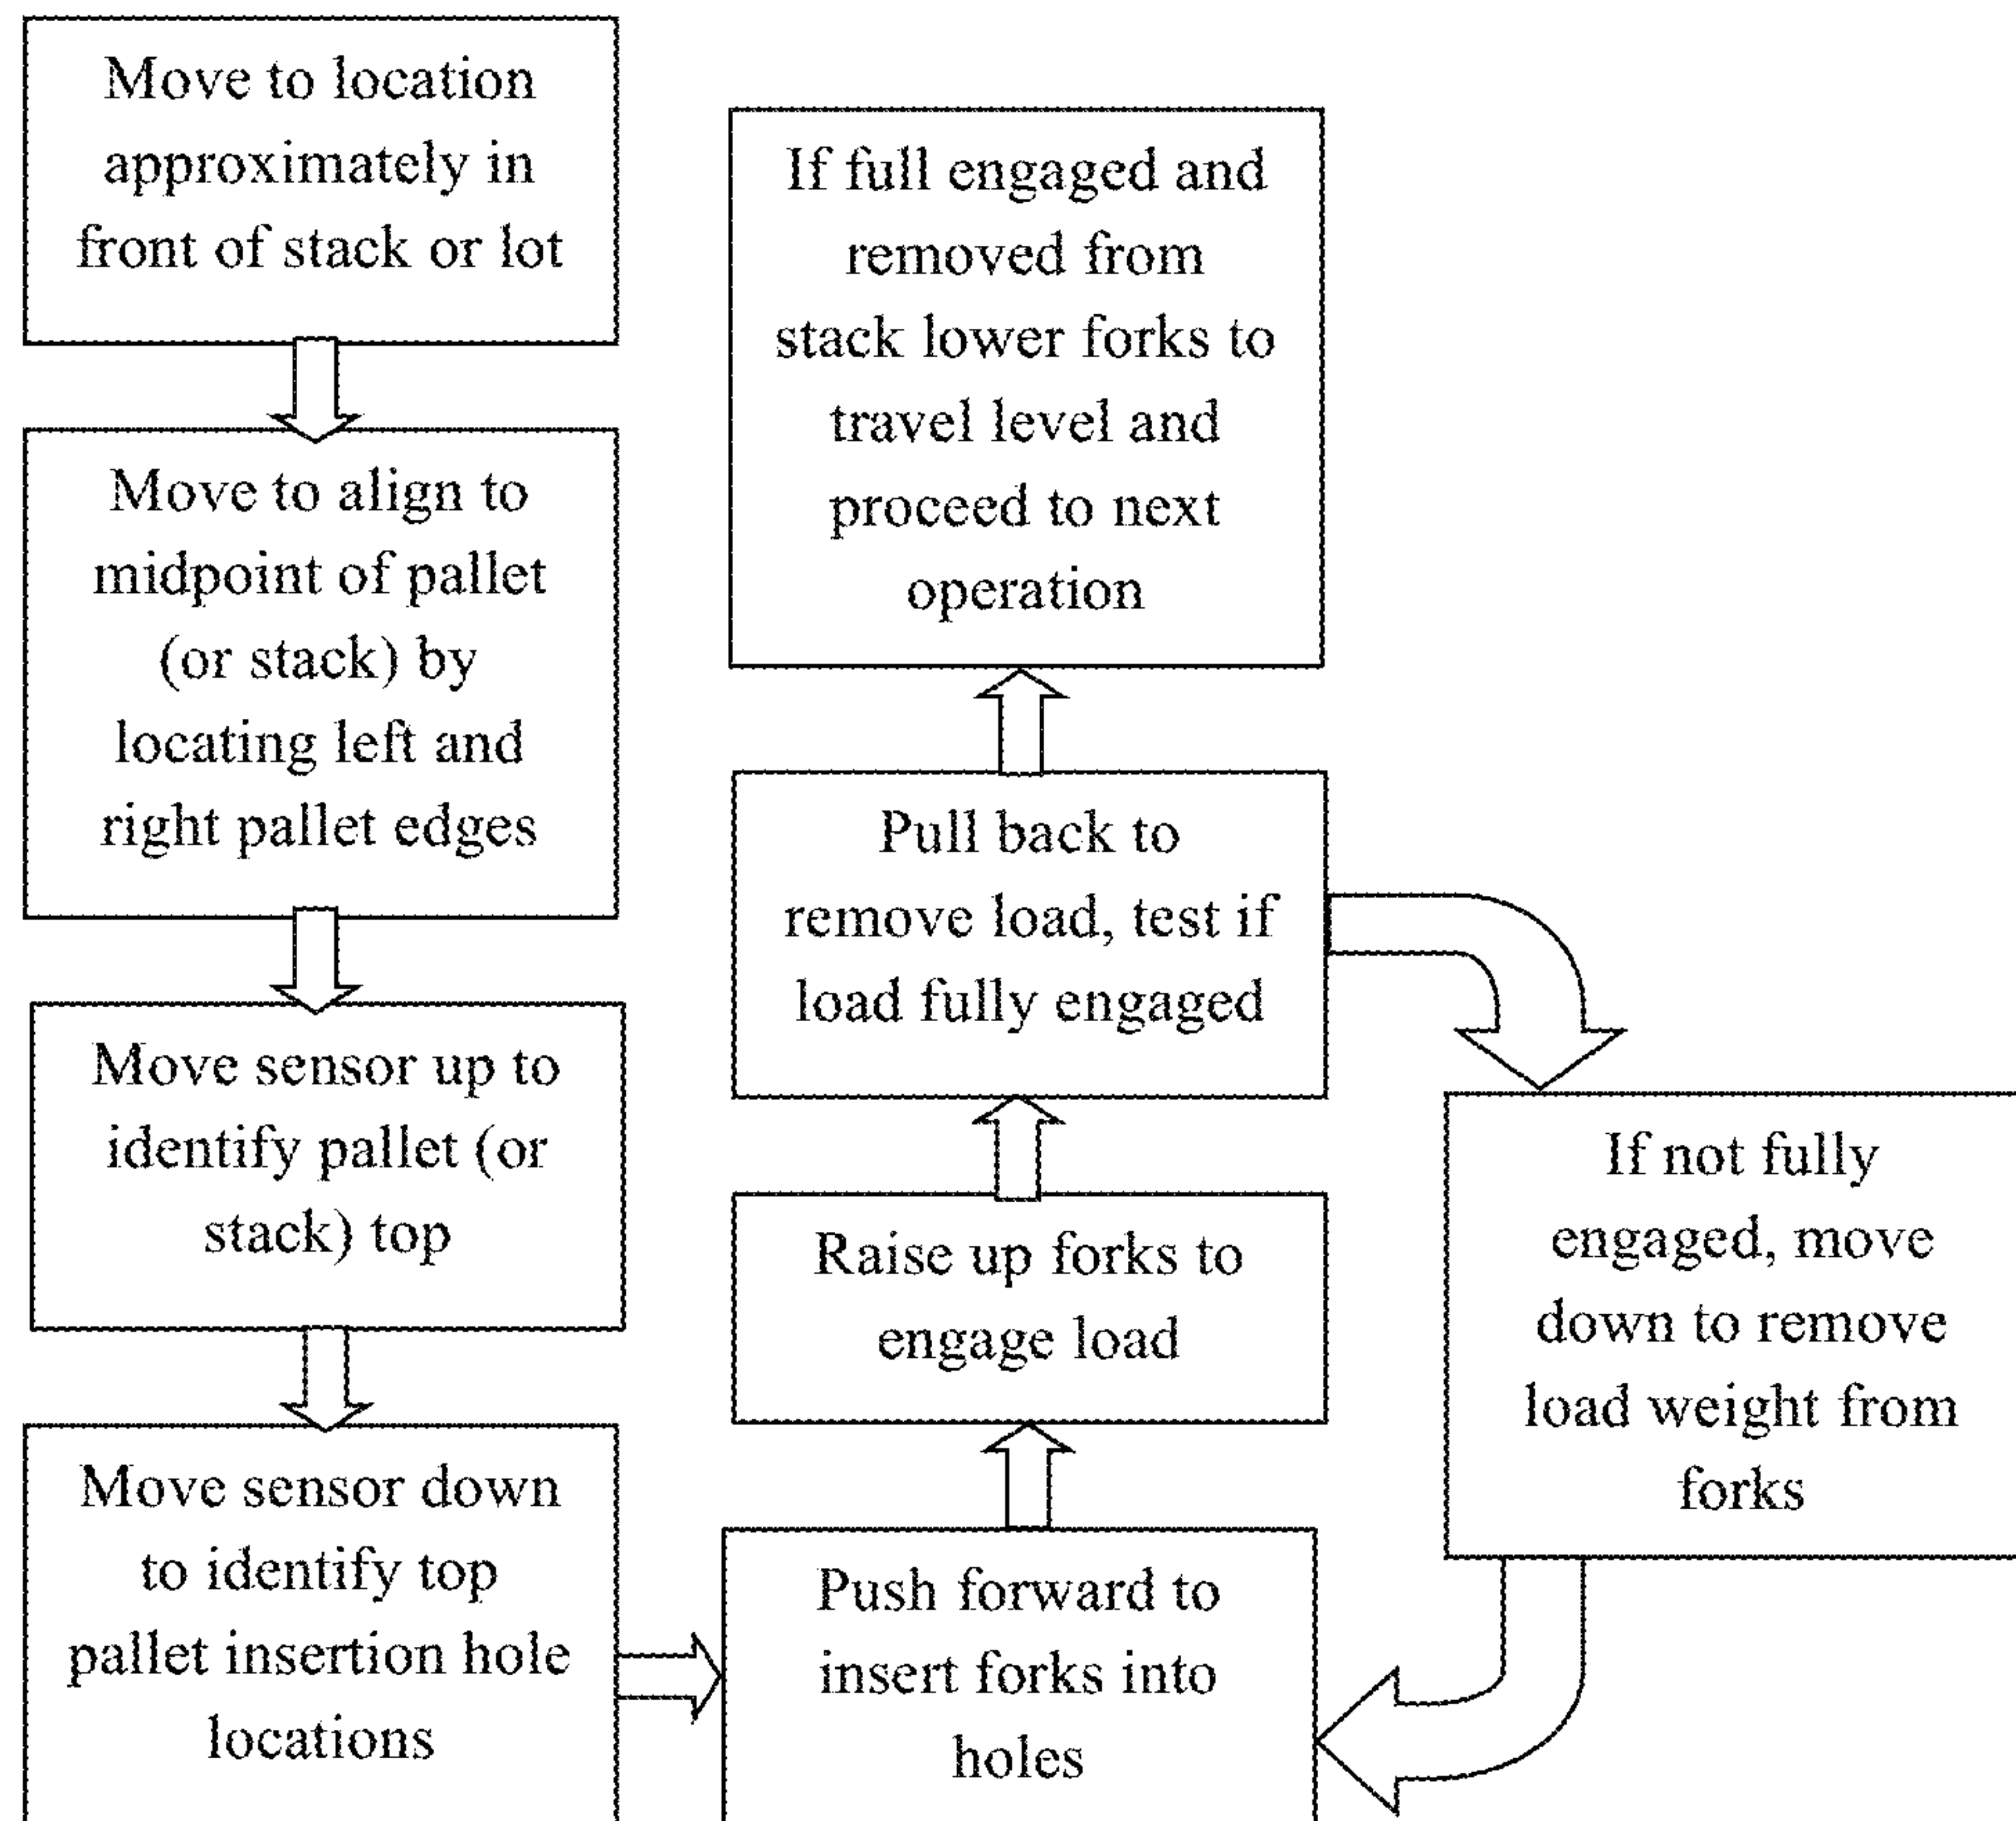 Move to location
approximately in
front of stack or lot
Move to align to
midpoint of pallet
(or stack) by
locating left and
right pallet edges
Move sensor up to
identify pallet (or
stack) top
Move sensor down
to identify top
pallet insertion hole
locations
Push forward to
insert forks into
holes
Raise up forks to
engage load
Pull back to
remove load, test if
load fully engaged
If full engaged and
removed from
stack lower forks to
travel level and
proceed to next
operation
If not fully
engaged, move
down to remove
load weight from
forks